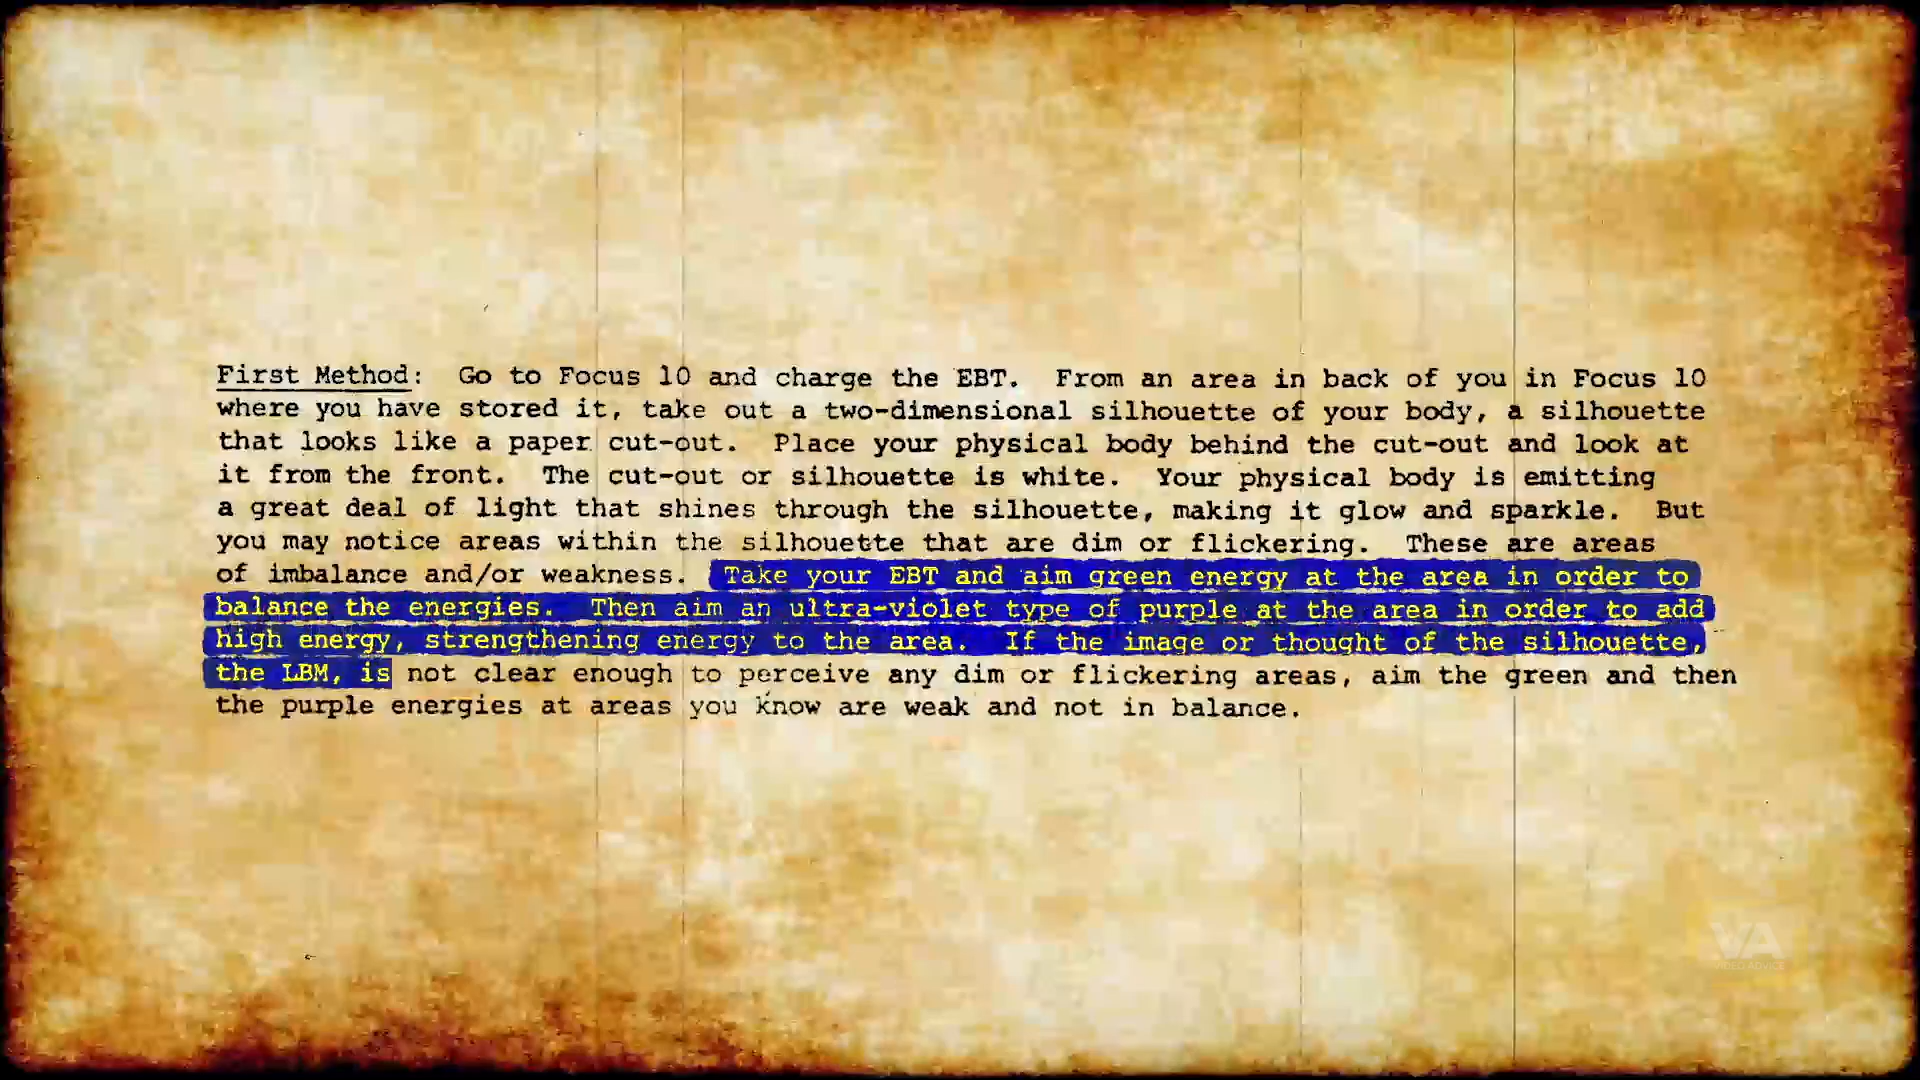 First Method:  Go to Focus 10 and charge the EBT.  From an area in back of you in Focus 10
where you have stored it, take out a two-dimensional silhouette of your body, a silhouette
that looks like a paper cut-out.  Place your physical body behind the cut-out and look at
it from the front.  The cut-out or silhouette is white.  Your physical body is emitting
a great deal of light that shines through the silhouette, making it glow and sparkle.  But
you may notice areas within the silhouette that are dim or flickering.  These are areas
of imbalance and/or weakness.  Take your EBT and aim green energy at the area in order to
balance the energies.  Then aim an ultra-violet type of purple at the area in order to add
high energy, strengthening energy to the area.  If the image or thought of the silhouette,
the LBM, is not clear enough to perceive any dim or flickering areas, aim the green and then
the purple energies at areas you know are weak and not in balance.
VA
VIDEO ADVICE